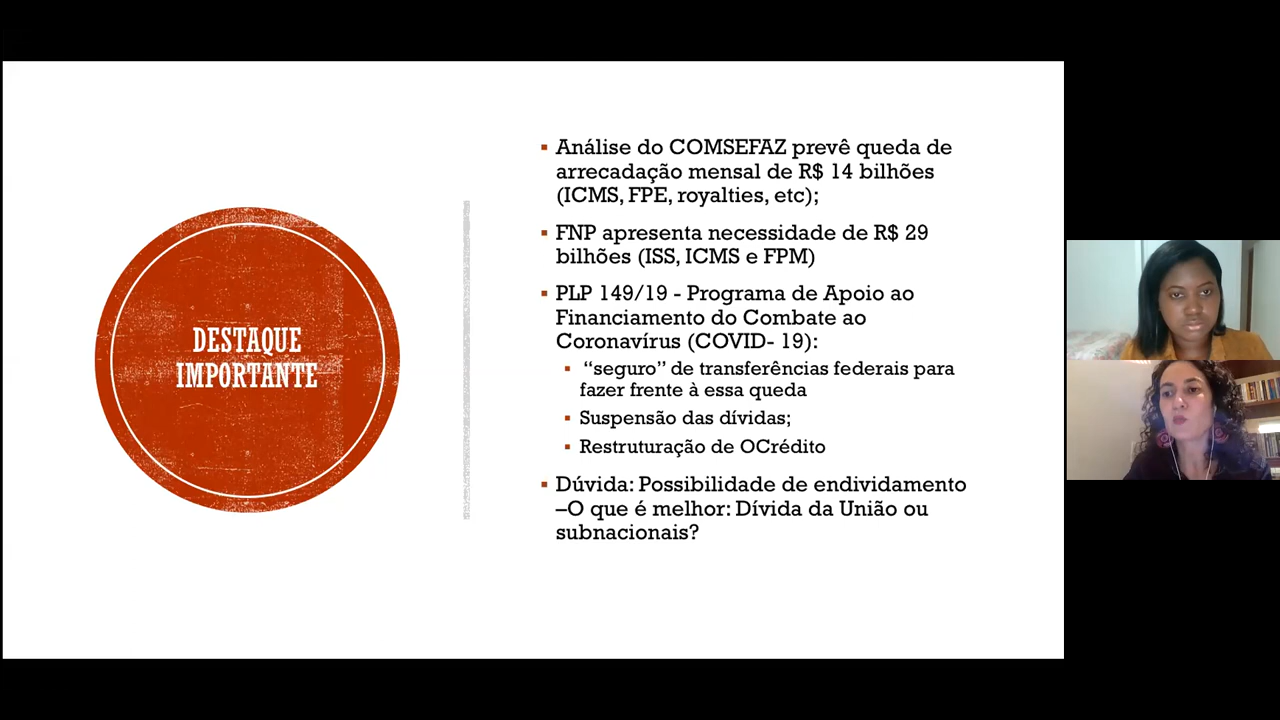 DESTAQUE
IMPORTANTE
▪ Análise do COMSEFAZ prevê queda de
arrecadação mensal de R$ 14 bilhões
(ICMS, FPE, royalties, etc);
▪ FNP apresenta necessidade de R$ 29
bilhões (ISS, ICMS e FPM)
▪ PLP 149/19 - Programa de Apoio ao
Financiamento do Combate ao
Coronavírus (COVID- 19):
▪ “seguro” de transferências federais para
fazer frente à essa queda
▪ Suspensão das dívidas;
▪ Restruturação de OCrédito
▪ Dúvida: Possibilidade de endividamento
–O que é melhor: Dívida da União ou
subnacionais?